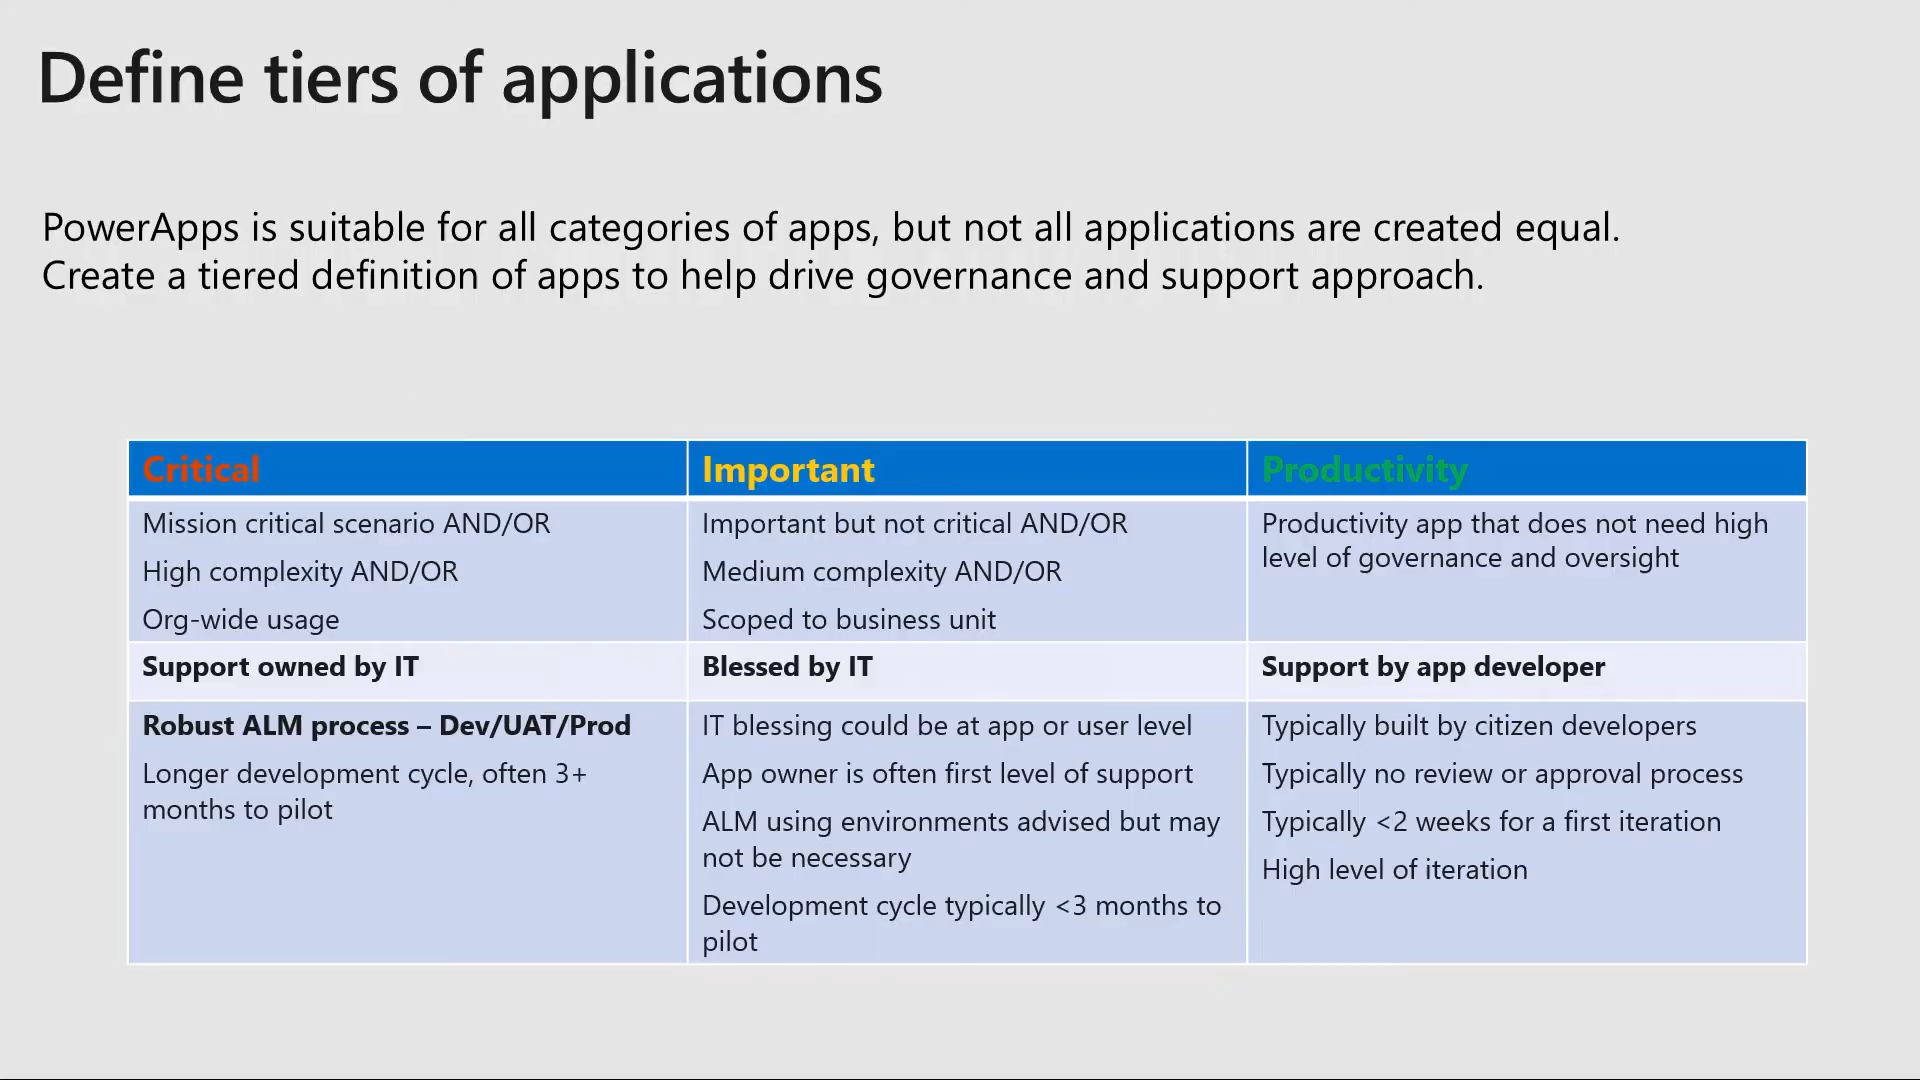 Define tiers of applications
PowerApps is suitable for all categories of apps, but not all applications are created equal.
Create a tiered definition of apps to help drive governance and support approach.
Critical
Important
Productivity
Mission critical scenario AND/OR
High complexity AND/OR
Org-wide usage
Important but not critical AND/OR
Medium complexity AND/OR
Scoped to business unit
Productivity app that does not need high
level of governance and oversight
Support owned by IT
Blessed by IT
Support by app developer
Robust ALM process – Dev/UAT/Prod
Longer development cycle, often 3+
months to pilot
IT blessing could be at app or user level
App owner is often first level of support
ALM using environments advised but may
not be necessary
Development cycle typically <3 months to
pilot
Typically built by citizen developers
Typically no review or approval process
Typically <2 weeks for a first iteration
High level of iteration